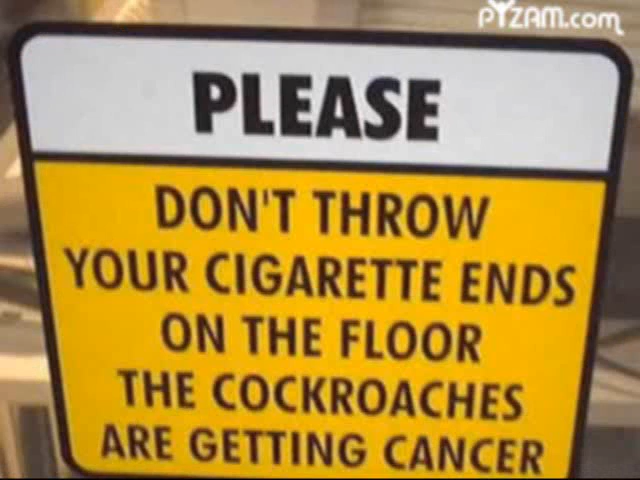 PYZAM.com
PLEASE
DON'T THROW
YOUR CIGARETTE ENDS
ON THE FLOOR
THE COCKROACHES
ARE GETTING CANCER